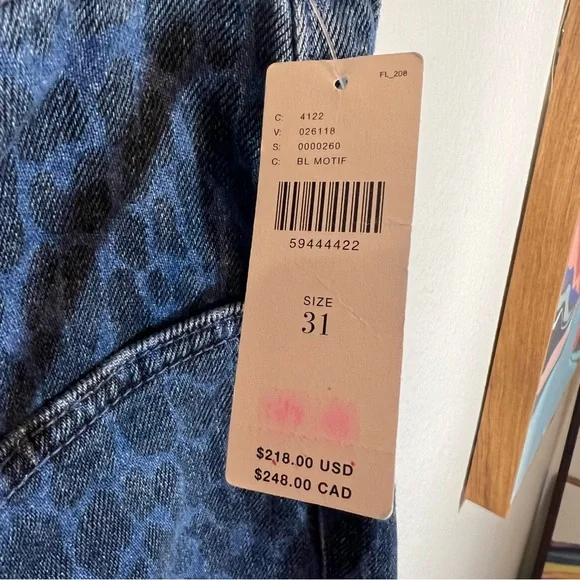 FL_208
C: 4122
V: 026118
S: 0000260
C: BL MOTIF
59444422
SIZE
31
$218.00 USD
$248.00 CAD